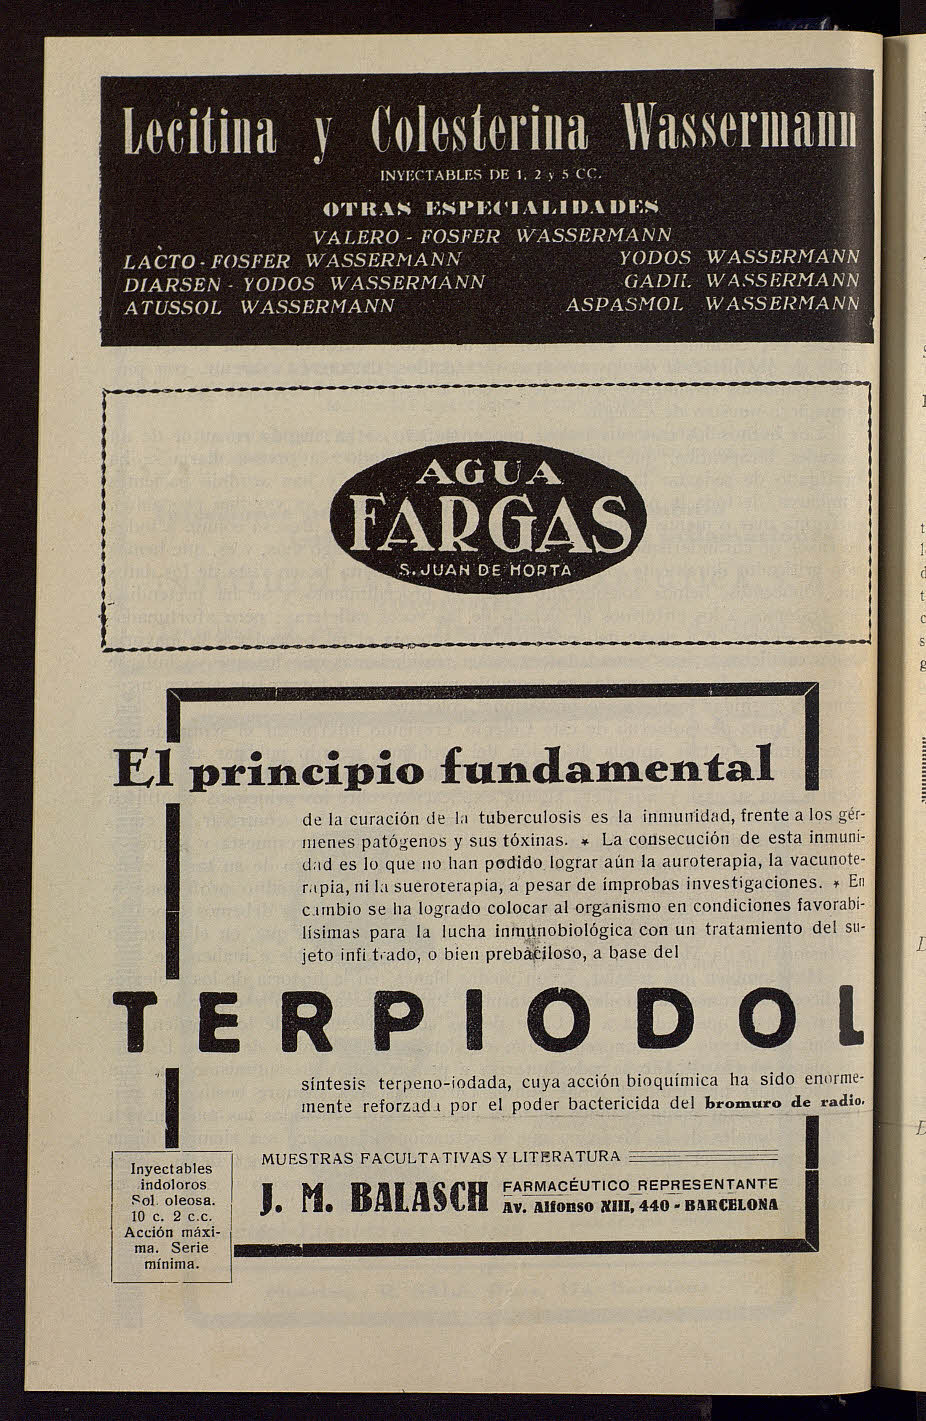 Lecitina y Colesterina Wassermann
INYECTABLES DE 1, 2 y 5 CC.
OTRAS ESPECIALIDADES
VALERO - FOSFER WASSERMANN
LACTO - FOSFER WASSERMANN YODOS WASSERMANN
DIARSEN - YODOS WASSERMANN GADIL WASSERMANN
ATUSSOL WASSERMANN ASPASMOL WASSERMANN
AGUA
FARGAS
S. JUAN DE HORTA
El principio fundamental
de la curación de la tuberculosis es la inmunidad, frente a los gér-
menes patógenos y sus tóxinas. * La consecución de esta inmuni-
dad es lo que no han podido lograr aún la auroterapia, la vacunote-
rapia, ni la sueroterapia, a pesar de ímprobas investigaciones. * En
cambio se ha logrado colocar al organismo en condiciones favorabi-
lísimas para la lucha inmunobiológica con un tratamiento del su-
jeto infiltrado, o bien prebaciloso, a base del
TERPIODOL
síntesis terpeno-iodada, cuya acción bioquímica ha sido enorme-
mente reforzada por el poder bactericida del bromuro de radio.
MUESTRAS FACULTATIVAS Y LITERATURA
J. M. BALASCH FARMACÉUTICO REPRESENTANTE
Av. Alfonso XIII, 440 - BARCELONA
Inyectables
indoloros
Sol. oleosa.
10 c. 2 c.c.
Acción máxi-
ma. Serie
mínima.